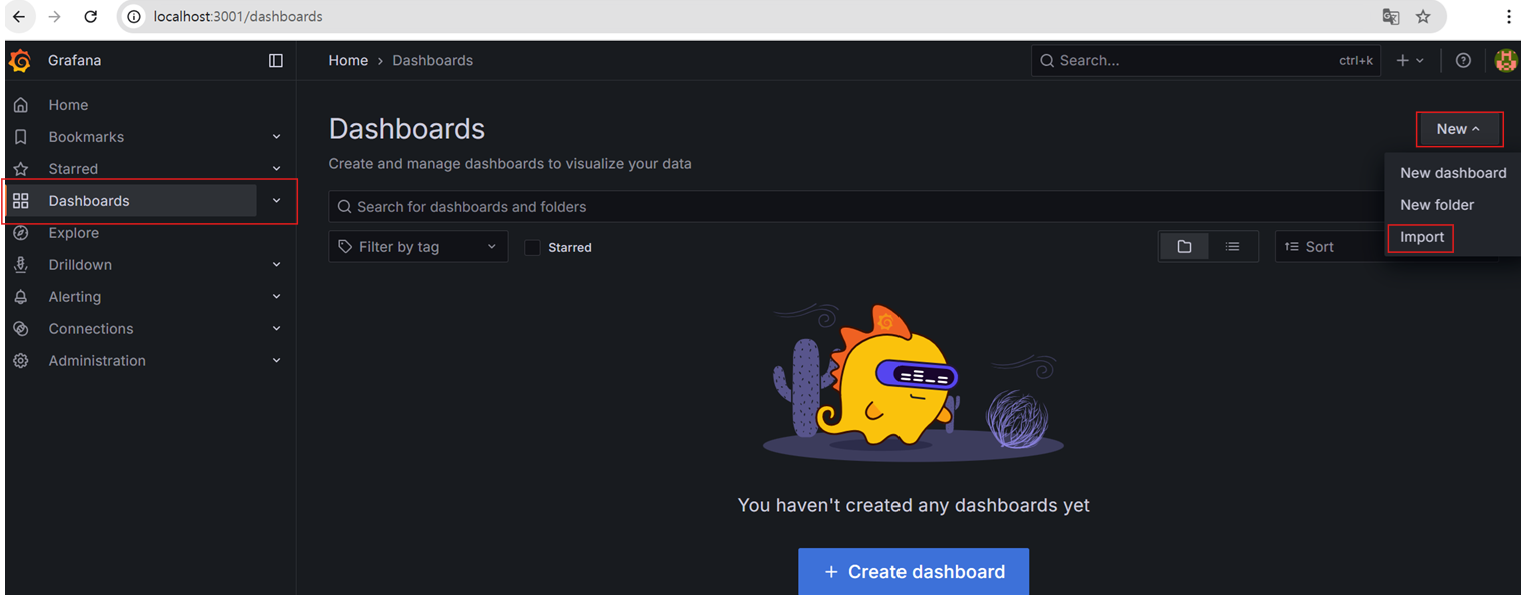 localhost:3001/dashboards
Grafana
Home › Dashboards
Search...
ctrl+k
Home
Bookmarks
Starred
Dashboards
Explore
Drilldown
Alerting
Connections
Administration
Dashboards
Create and manage dashboards to visualize your data
New
New dashboard
New folder
Import
Search for dashboards and folders
Filter by tag
Starred
Sort
You haven't created any dashboards yet
+ Create dashboard